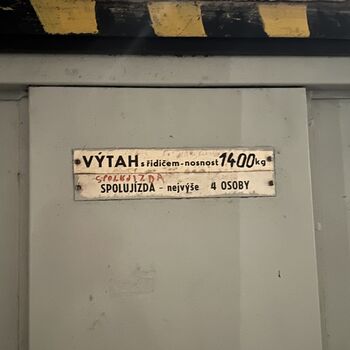 VÝTAH s řidičem - nosnost 1400 kg
SPOLUJÍZDA
SPOLUJÍZDA - nejvýše 4 OSOBY